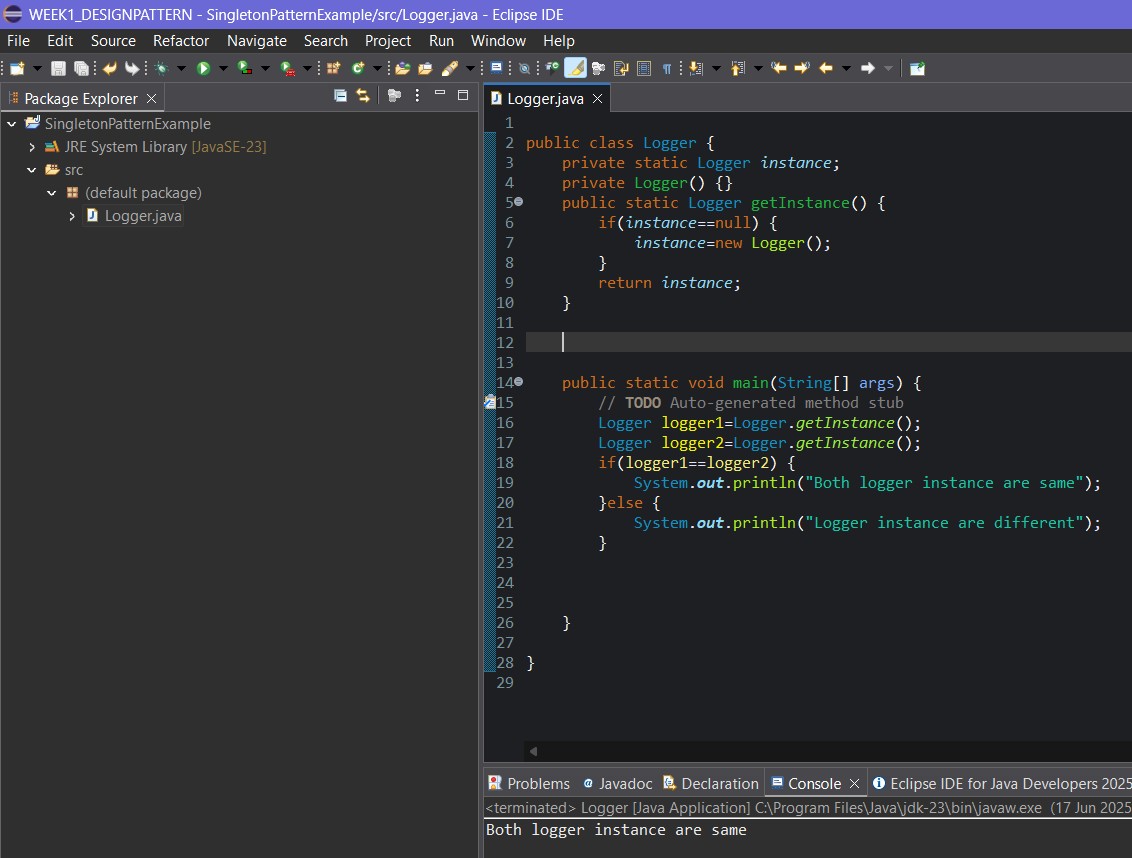 WEEK1_DESIGNPATTERN - SingletonPatternExample/src/Logger.java - Eclipse IDE
File Edit Source Refactor Navigate Search Project Run Window Help
Package Explorer
SingletonPatternExample
JRE System Library [JavaSE-23]
src
(default package)
Logger.java
Logger.java
1
2 public class Logger {
3     private static Logger instance;
4     private Logger() {}
5     public static Logger getInstance() {
6         if(instance==null) {
7             instance=new Logger();
8         }
9         return instance;
10     }
11
12
13
14     public static void main(String[] args) {
15         // TODO Auto-generated method stub
16         Logger logger1=Logger.getInstance();
17         Logger logger2=Logger.getInstance();
18         if(logger1==logger2) {
19             System.out.println("Both logger instance are same");
20         }else {
21             System.out.println("Logger instance are different");
22         }
23
24
25
26     }
27
28 }
29
Problems Javadoc Declaration Console Eclipse IDE for Java Developers 2025
<terminated> Logger [Java Application] C:\Program Files\Java\jdk-23\bin\javaw.exe (17 Jun 2025
Both logger instance are same